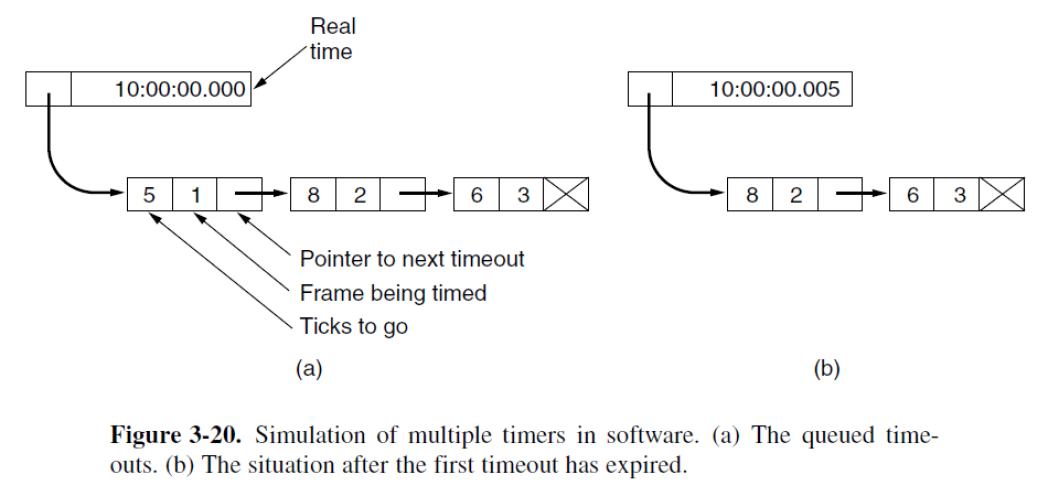 Real
time
10:00:00.000
5 1 8 2 6 3
Pointer to next timeout
Frame being timed
Ticks to go
(a)
10:00:00.005
8 2 6 3
(b)
Figure 3-20. Simulation of multiple timers in software. (a) The queued time-
outs. (b) The situation after the first timeout has expired.